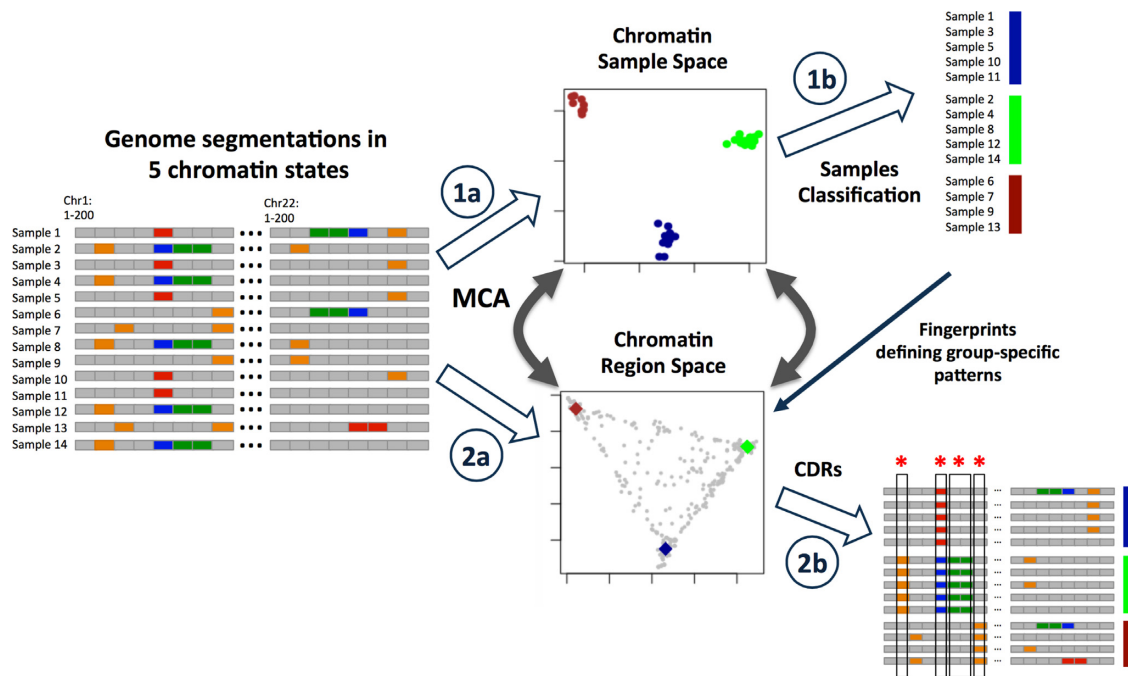 Genome segmentations in
5 chromatin states
Chr1:
1-200
Chr22:
1-200
Sample 1
Sample 2
Sample 3
Sample 4
Sample 5
Sample 6
Sample 7
Sample 8
Sample 9
Sample 10
Sample 11
Sample 12
Sample 13
Sample 14
•••
•••
•••
•••
•••
•••
•••
•••
•••
•••
•••
•••
•••
•••
1a
2a
MCA
Chromatin
Sample Space
Chromatin
Region Space
1b
Samples
Classification
Sample 1
Sample 3
Sample 5
Sample 10
Sample 11
Sample 2
Sample 4
Sample 8
Sample 12
Sample 14
Sample 6
Sample 7
Sample 9
Sample 13
Fingerprints
defining group-specific
patterns
CDRs
2b
* * * *
...
...
...
...
...
...
...
...
...
...
...
...
...
...